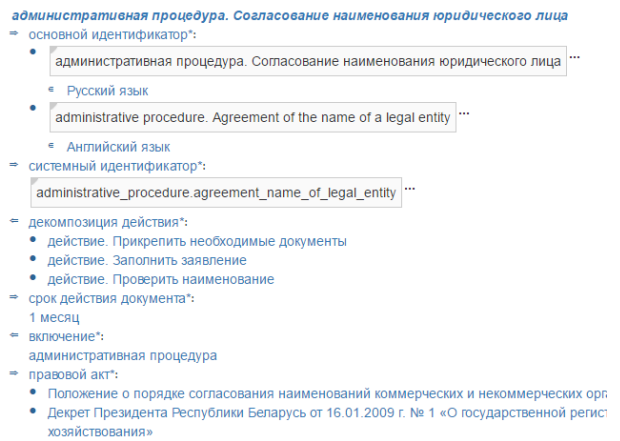 административная процедура. Согласование наименования юридического лица
⇒ основной идентификатор*:
• административная процедура. Согласование наименования юридического лица ...
∈ Русский язык
• administrative procedure. Agreement of the name of a legal entity ...
∈ Английский язык
⇒ системный идентификатор*:
administrative_procedure.agreement_name_of_legal_entity ...
⇐ декомпозиция действия*:
• действие. Прикрепить необходимые документы
• действие. Заполнить заявление
• действие. Проверить наименование
⇒ срок действия документа*:
1 месяц
⇐ включение*:
административная процедура
⇒ правовой акт*:
• Положение о порядке согласования наименований коммерческих и некоммерческих
• Декрет Президента Республики Беларусь от 16.01.2009 г. № 1 «О государственной
хозяйствования»